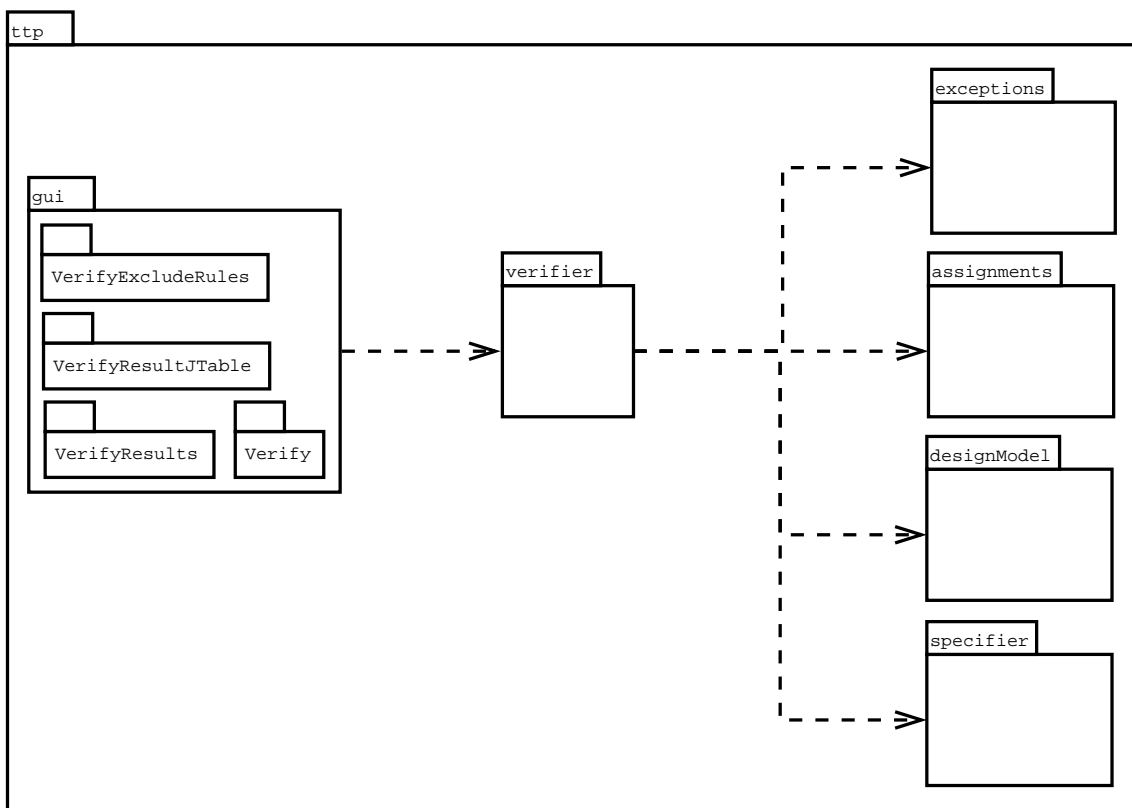 ttp
exceptions
gui
VerifyExcludeRules
verifier
assignments
VerifyResultJTable
VerifyResults
Verify
designModel
specifier